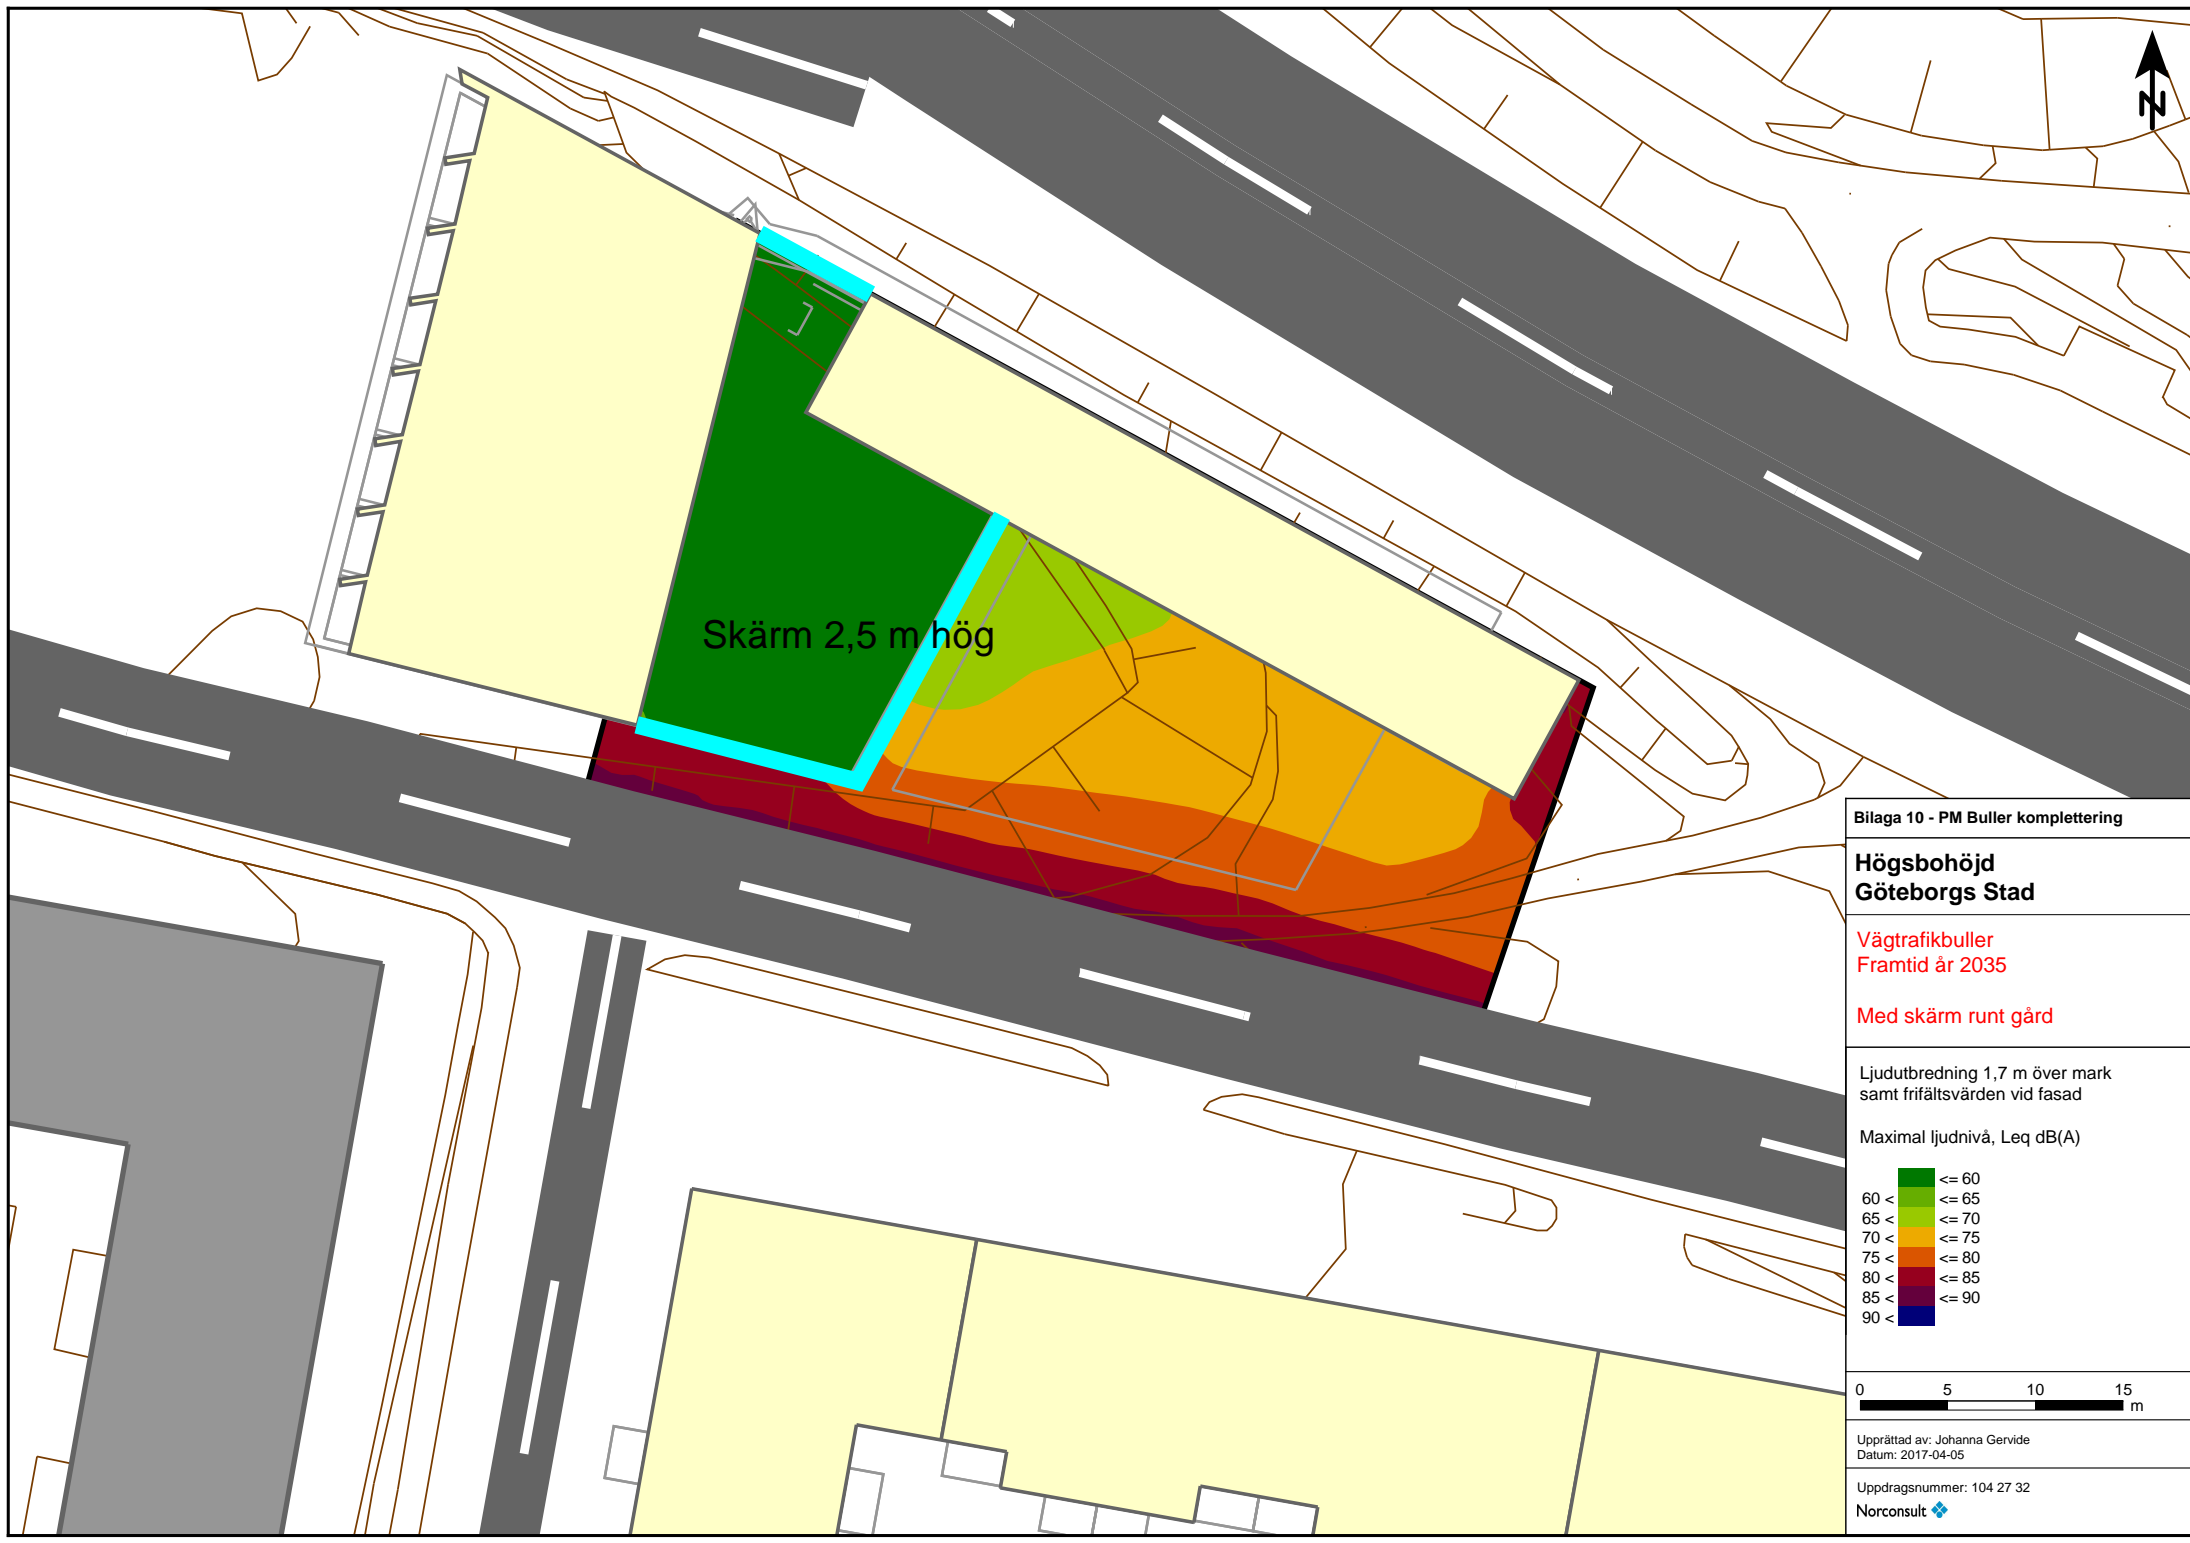 N
Skärm 2,5 m hög
Bilaga 10 - PM Buller komplettering
Högsbohöjd
Göteborgs Stad
Vägtrafikbuller
Framtid år 2035
Med skärm runt gård
Ljudutbredning 1,7 m över mark
samt frifältsvärden vid fasad
Maximal ljudnivå, Leq dB(A)
<= 60
60 < <= 65
65 < <= 70
70 < <= 75
75 < <= 80
80 < <= 85
85 < <= 90
90 <
0 5 10 15
m
Upprättad av: Johanna Gervide
Datum: 2017-04-05
Uppdragsnummer: 104 27 32
Norconsult